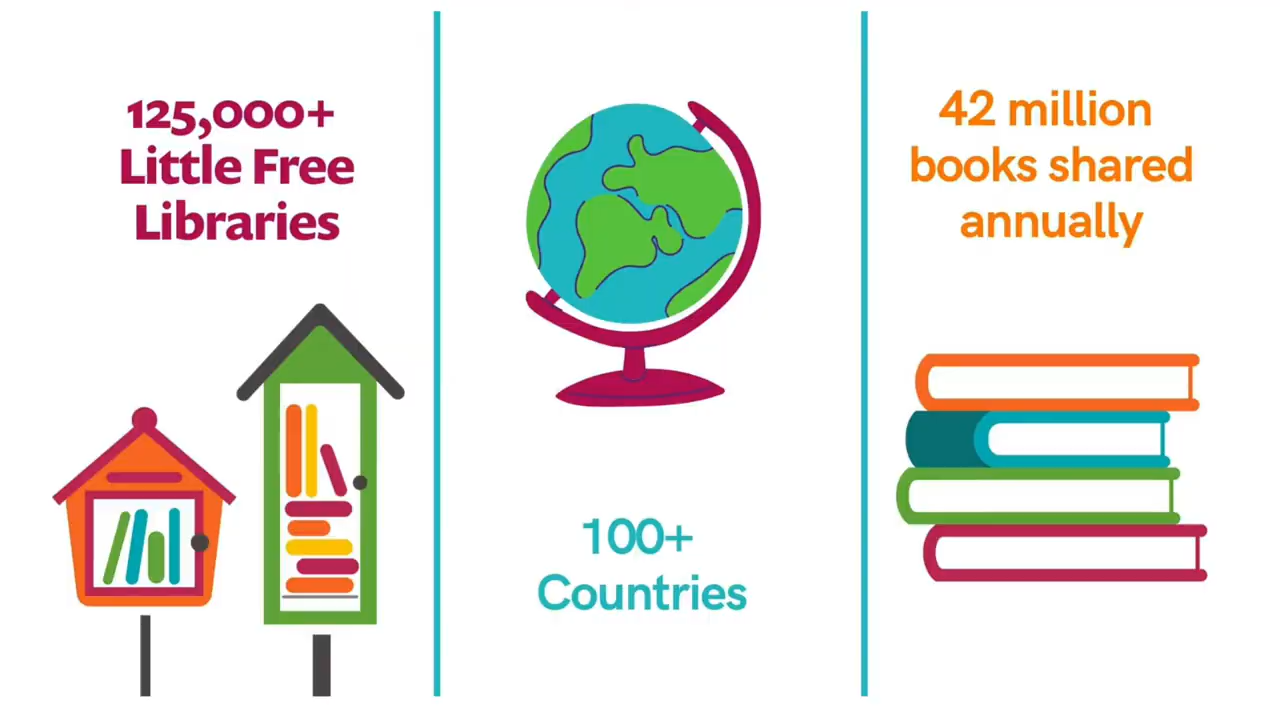 125,000+
Little Free
Libraries
100+
Countries
42 million
books shared
annually